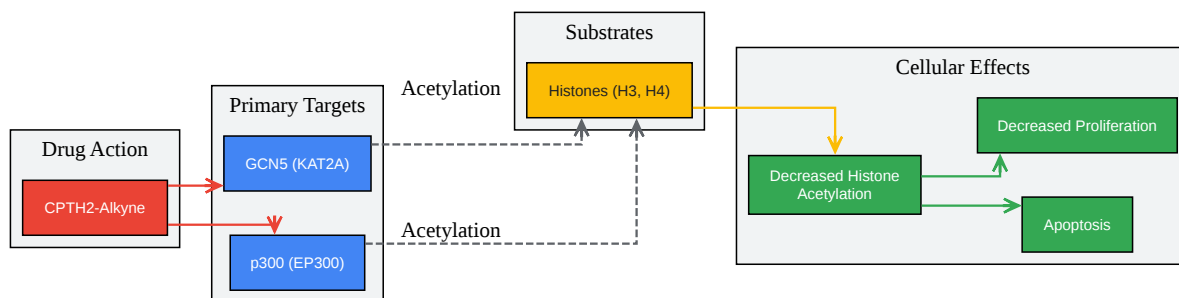 Drug Action
CPTH2-Alkyne
Primary Targets
GCN5 (KAT2A)
p300 (EP300)
Acetylation
Acetylation
Substrates
Histones (H3, H4)
Cellular Effects
Decreased Histone
Acetylation
Decreased Proliferation
Apoptosis